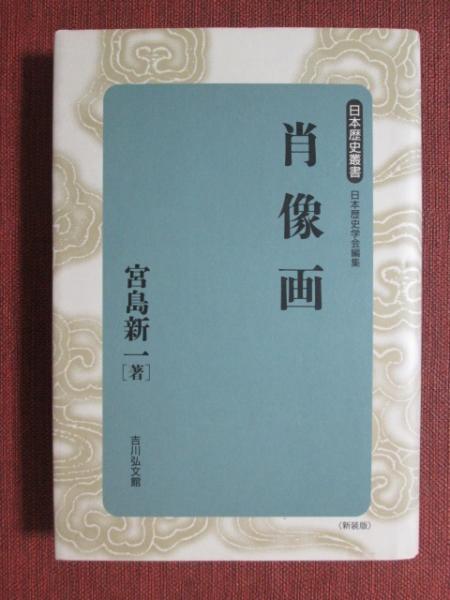 日本歴史叢書
日本歴史学会編集
肖像画
宮島新一[著]
吉川弘文館
〈新装版〉